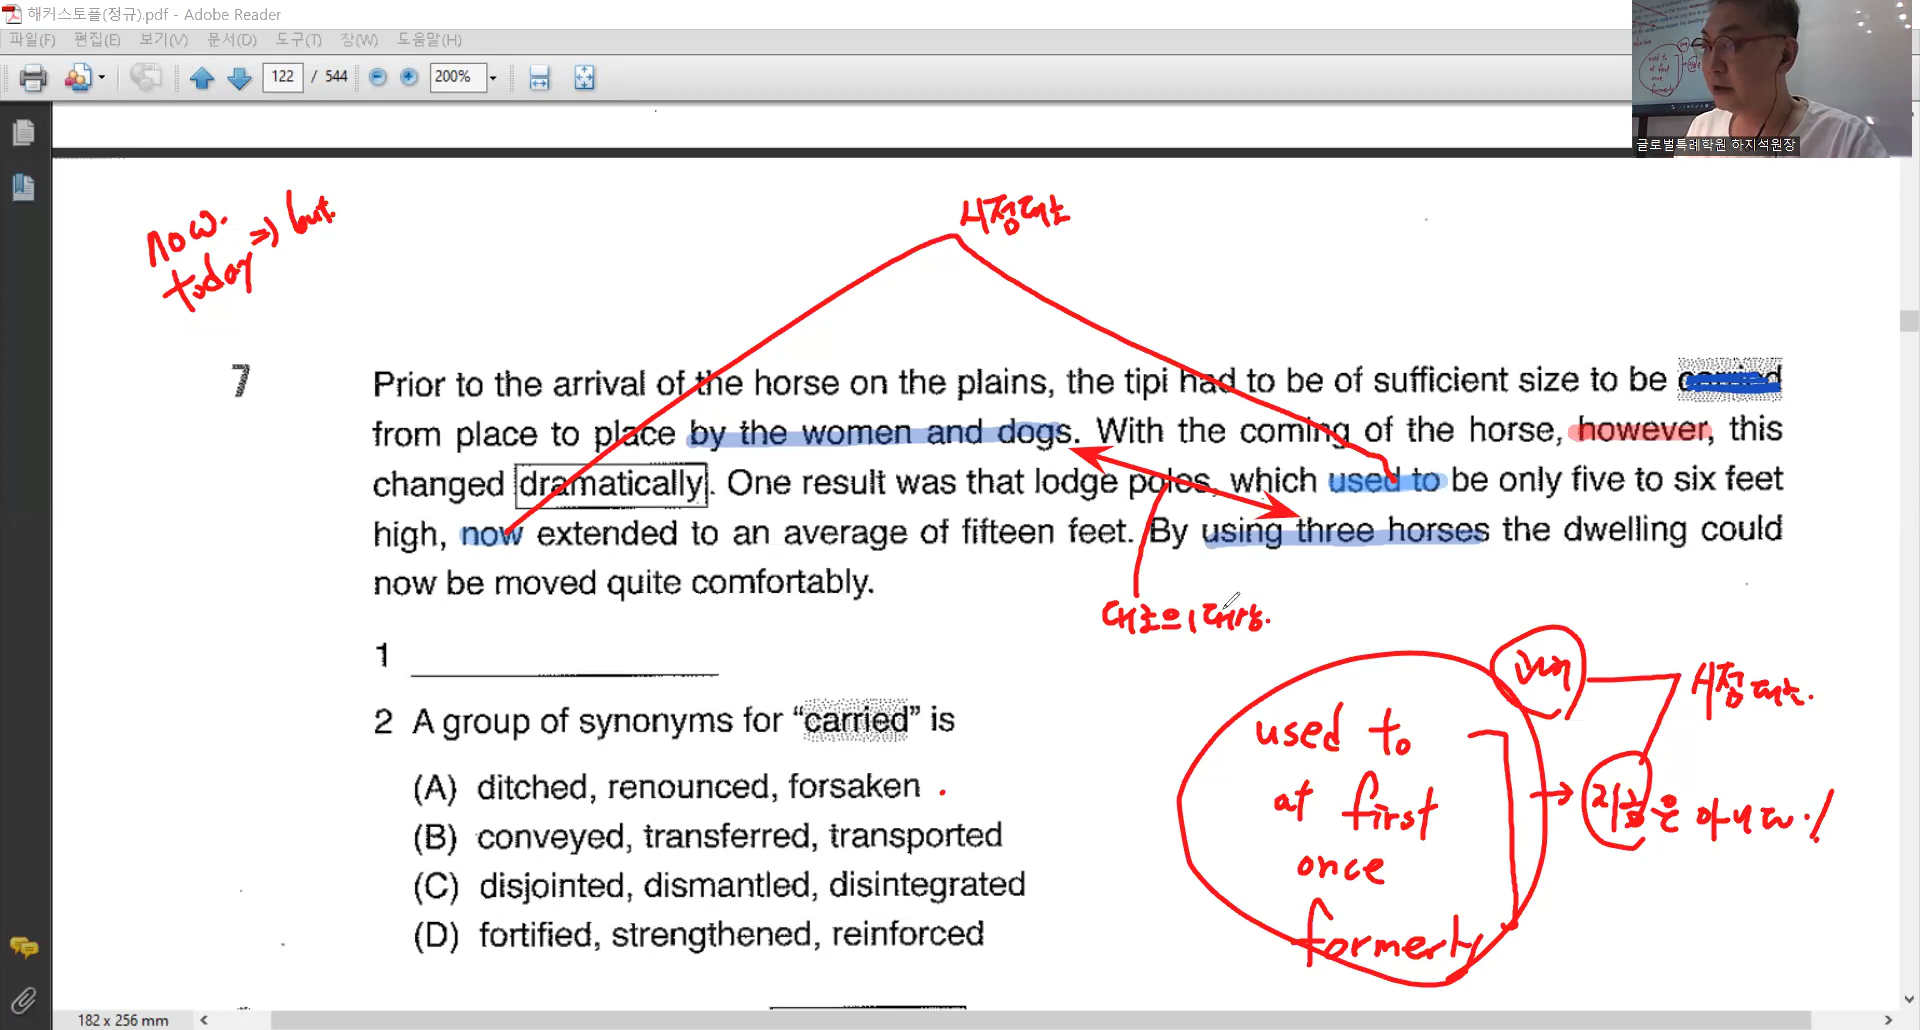 해커스토플(정규).pdf - Adobe Reader
파일(F) 편집(E) 보기(V) 문서(D) 도구(T) 창(W) 도움말(H)
122 / 544 200%
글로벌특례학원 하지석원장
now. => but.
today
시점대조
7
Prior to the arrival of the horse on the plains, the tipi had to be of sufficient size to be carried
from place to place by the women and dogs. With the coming of the horse, however, this
changed dramatically. One result was that lodge poles, which used to be only five to six feet
high, now extended to an average of fifteen feet. By using three horses the dwelling could
now be moved quite comfortably.
대조의 대상.
1
2 A group of synonyms for “carried” is
(A) ditched, renounced, forsaken
(B) conveyed, transferred, transported
(C) disjointed, dismantled, disintegrated
(D) fortified, strengthened, reinforced
시점대조.
used to
at first
once
formerly
지금은 아니다!
182 x 256 mm